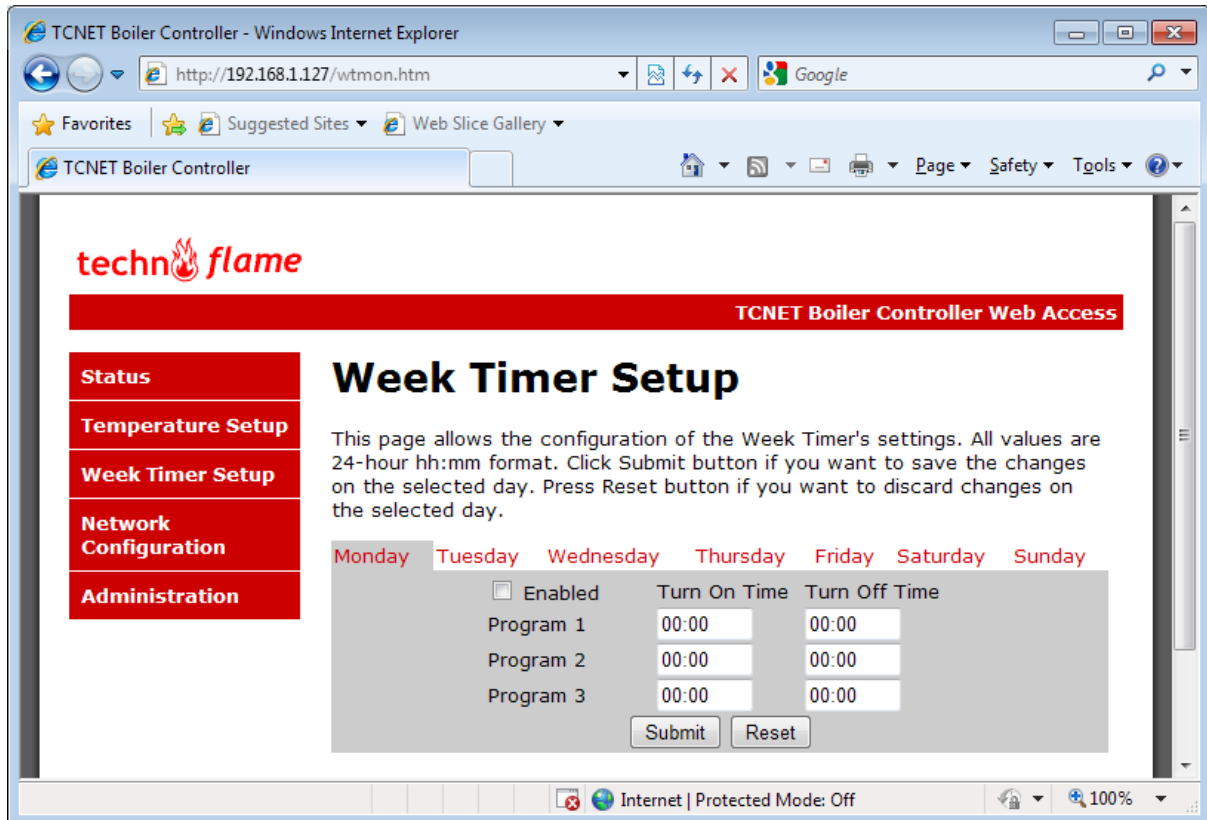 TCNET Boiler Controller - Windows Internet Explorer
http://192.168.1.127/wtmon.htm
Google
Favorites Suggested Sites Web Slice Gallery
TCNET Boiler Controller
Page Safety Tools
techn flame
TCNET Boiler Controller Web Access
Status
Temperature Setup
Week Timer Setup
Network
Configuration
Administration
Week Timer Setup
This page allows the configuration of the Week Timer's settings. All values are
24-hour hh:mm format. Click Submit button if you want to save the changes
on the selected day. Press Reset button if you want to discard changes on
the selected day.
Monday Tuesday Wednesday Thursday Friday Saturday Sunday
Enabled Turn On Time Turn Off Time
Program 1 00:00 00:00
Program 2 00:00 00:00
Program 3 00:00 00:00
Submit Reset
Internet | Protected Mode: Off 100%